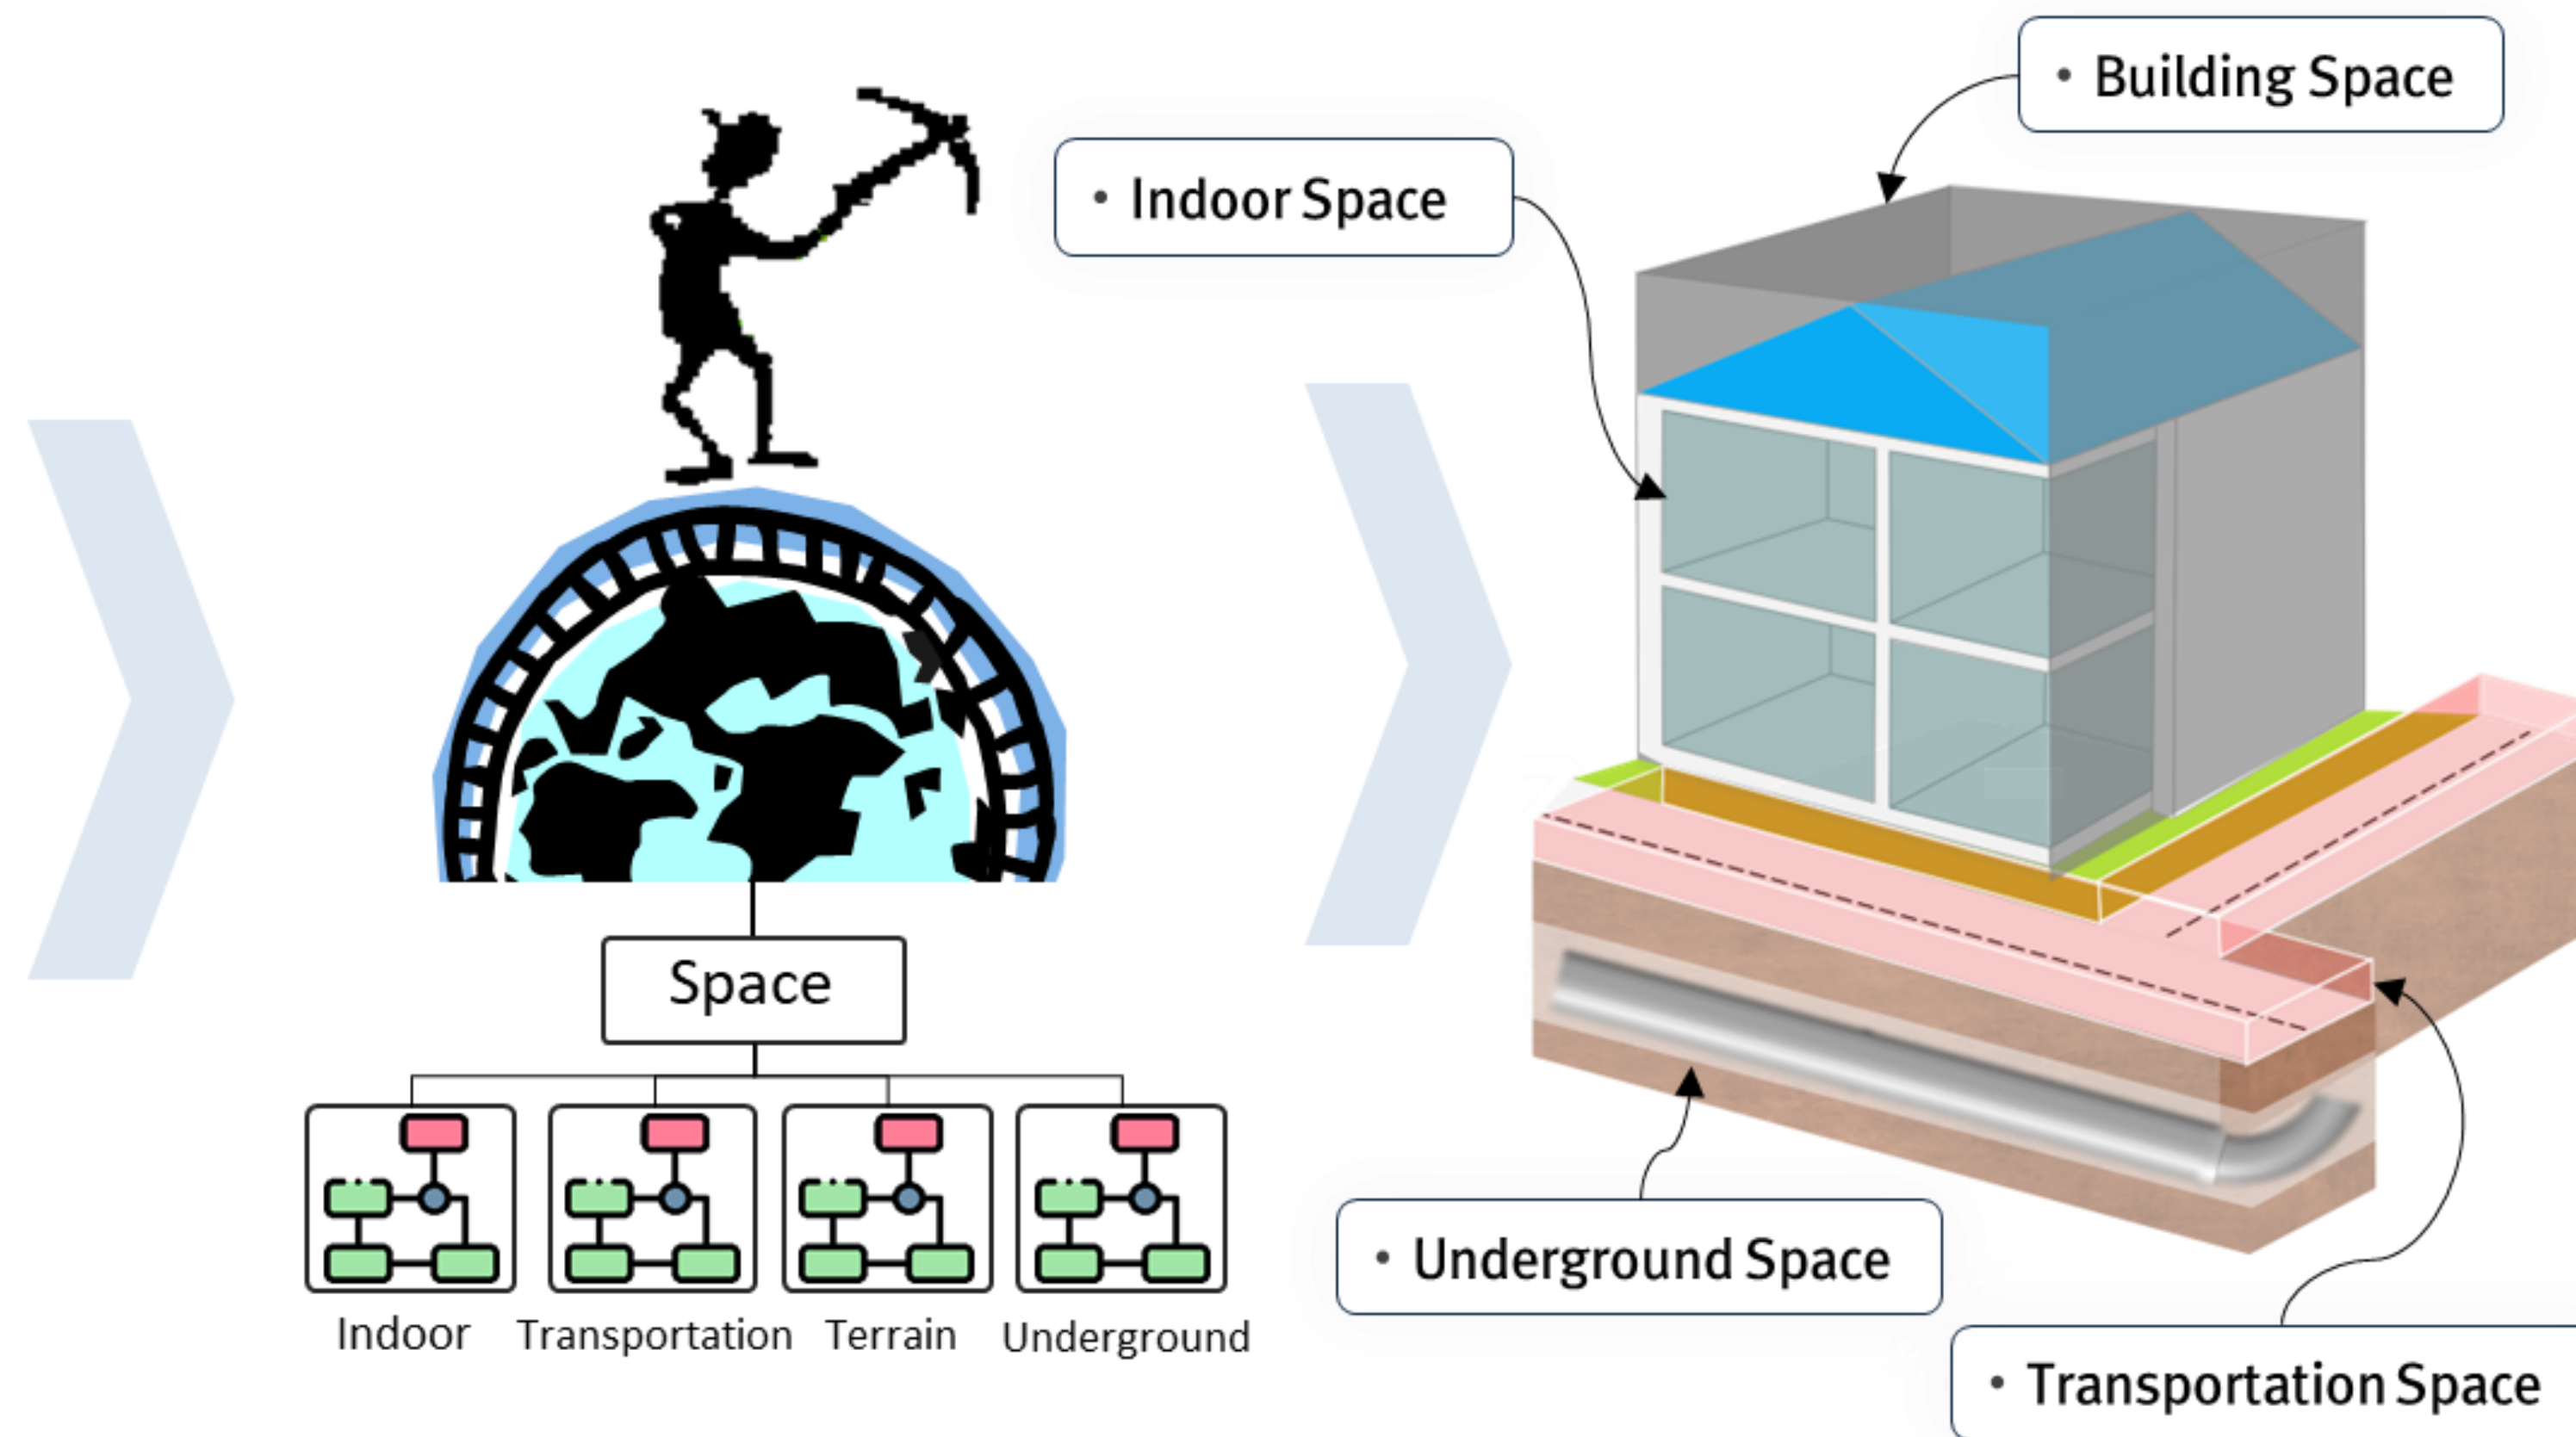 • Building Space
• Indoor Space
Space
Indoor
Transportation
Terrain
Underground
• Underground Space
• Transportation Space